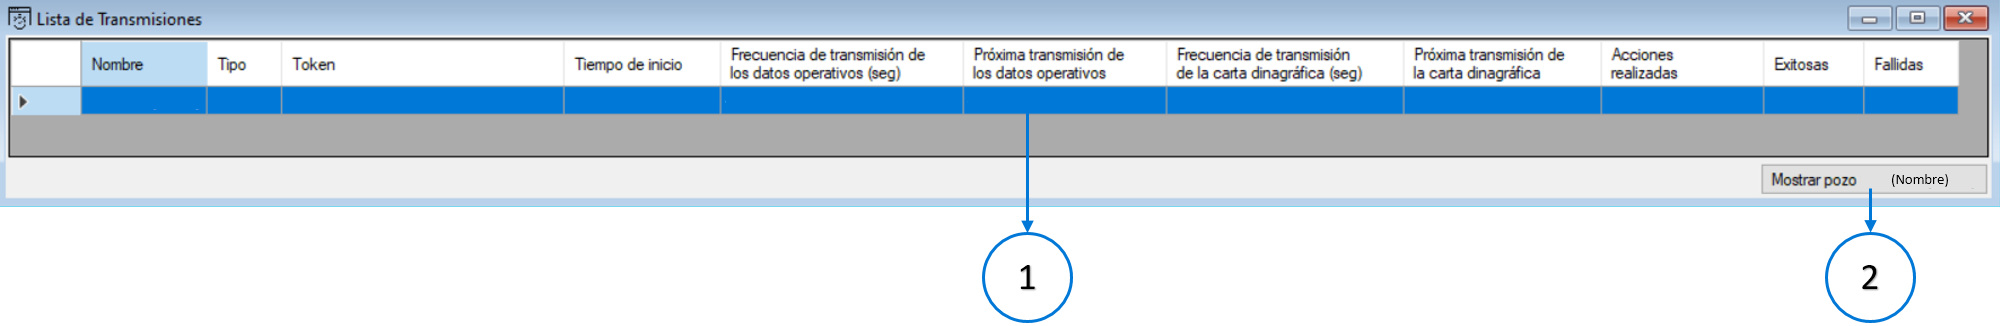 Lista de Transmisiones
Nombre
Tipo
Token
Tiempo de inicio
Frecuencia de transmisión de
los datos operativos (seg)
Próxima transmisión de
los datos operativos
Frecuencia de transmisión
de la carta dinagráfica (seg)
Próxima transmisión de
la carta dinagráfica
Acciones
realizadas
Exitosas
Fallidas
Mostrar pozo (Nombre)
1
2